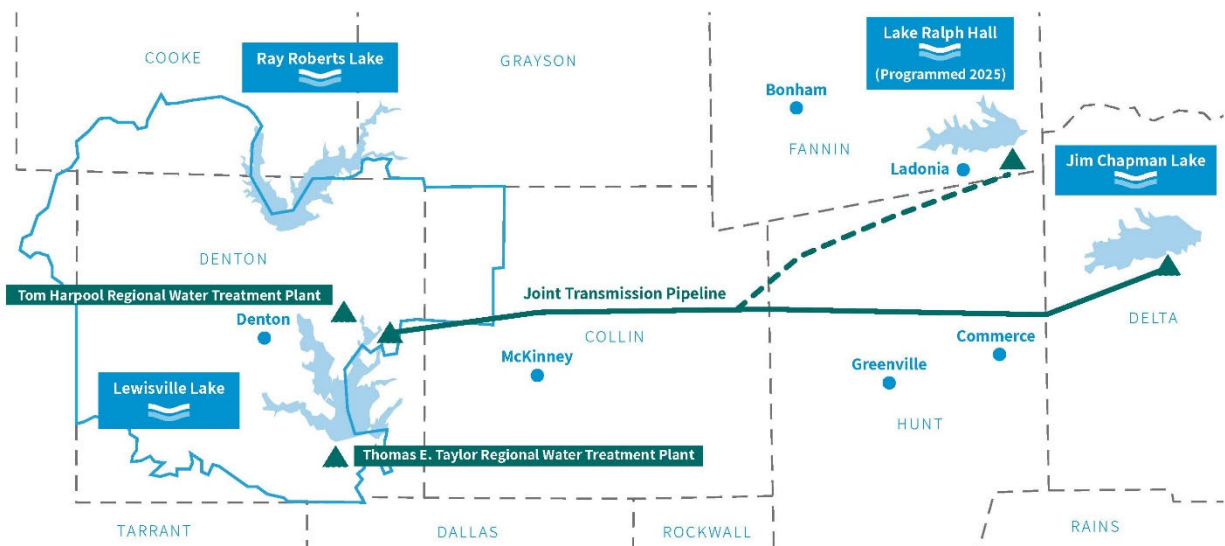 COOKE
Ray Roberts Lake
GRAYSON
Lake Ralph Hall
(Programmed 2025)
Bonham
FANNIN
Ladonia
Jim Chapman Lake
DENTON
Tom Harpool Regional Water Treatment Plant
Denton
Joint Transmission Pipeline
COLLIN
McKinney
Commerce
DELTA
Greenville
Lewisville Lake
HUNT
Thomas E. Taylor Regional Water Treatment Plant
TARRANT
DALLAS
ROCKWALL
RAINS